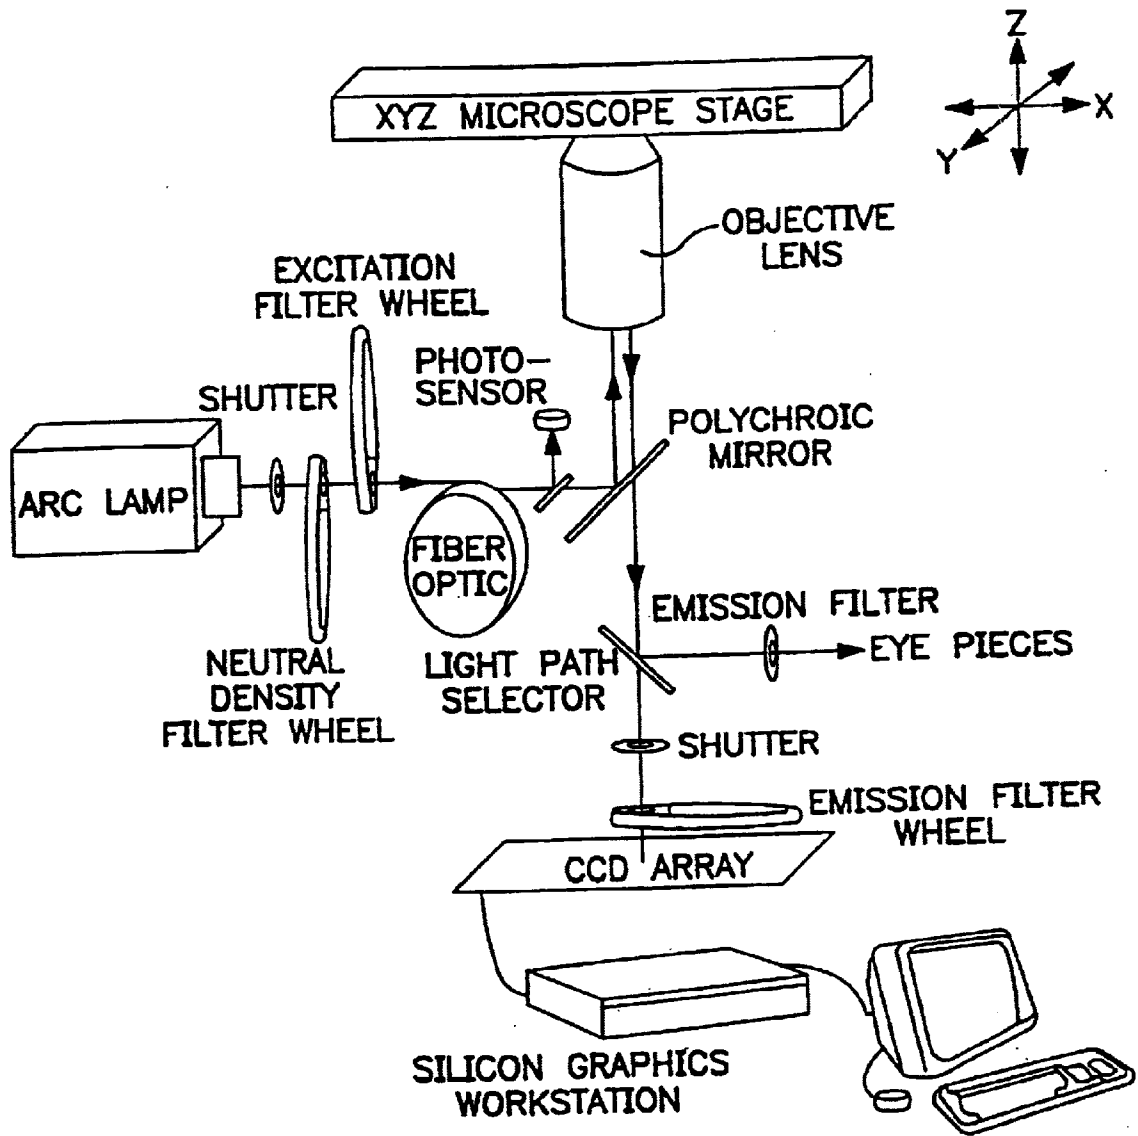 Z
XYZ MICROSCOPE STAGE
X
Y
OBJECTIVE
LENS
EXCITATION
FILTER WHEEL
PHOTO-
SENSOR
SHUTTER
POLYCHROIC
MIRROR
ARC LAMP
FIBER
OPTIC
EMISSION FILTER
EYE PIECES
NEUTRAL
DENSITY
FILTER WHEEL
LIGHT PATH
SELECTOR
SHUTTER
EMISSION FILTER
WHEEL
CCD ARRAY
SILICON GRAPHICS
WORKSTATION